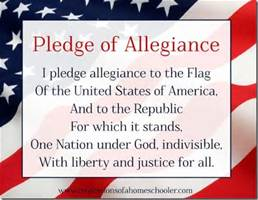 Pledge of Allegiance
I pledge allegiance to the Flag
Of the United States of America,
And to the Republic
For which it stands,
One Nation under God, indivisible,
With liberty and justice for all.
www.confessionsofahomeschooler.com